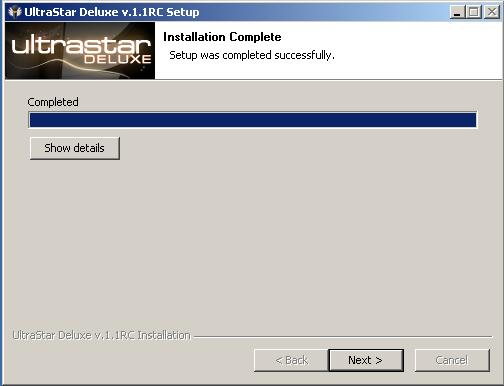 UltraStar Deluxe v.1.1RC Setup
ultrastar
DELUXE
Installation Complete
Setup was completed successfully.
Completed
Show details
UltraStar Deluxe v.1.1RC Installation
< Back
Next >
Cancel